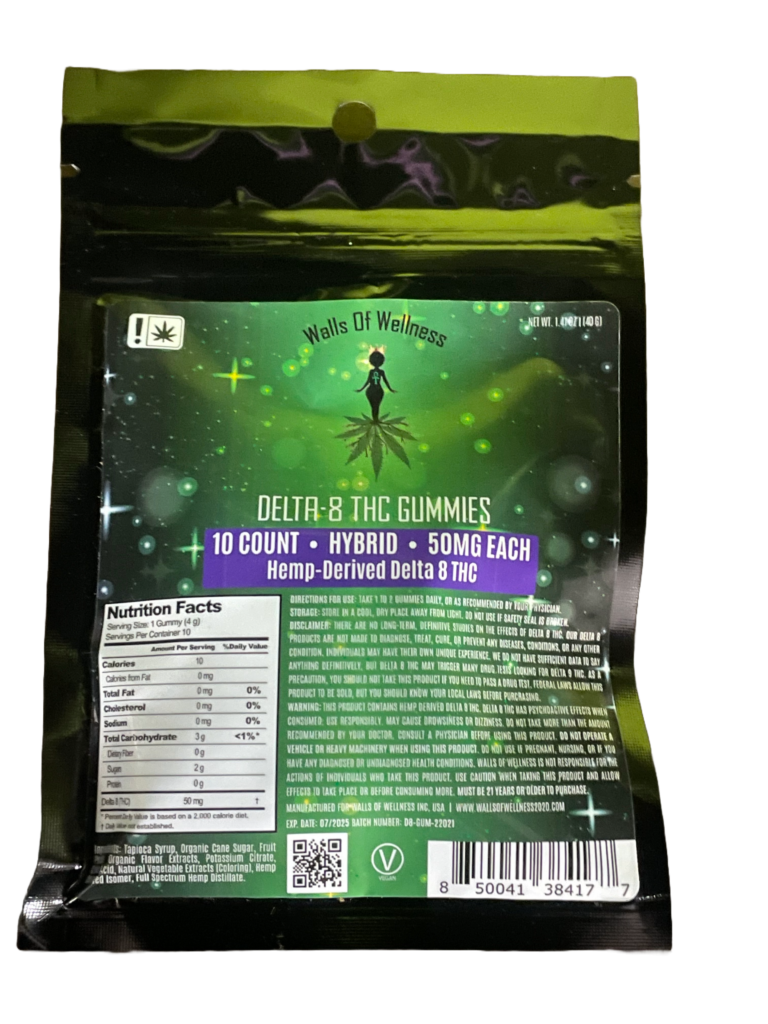 Walls Of Wellness
NET WT. 1.41 OZ | (40 G)
!
DELTA-8 THC GUMMIES
10 COUNT • HYBRID • 50MG EACH
Hemp-Derived Delta 8 THC
Nutrition Facts
Serving Size: 1 Gummy (4 g)
Servings Per Container 10
Amount Per Serving %Daily Value
Calories 10
Calories from Fat 0 mg
Total Fat 0 mg 0%
Cholesterol 0 mg 0%
Sodium 0 mg 0%
Total Carbohydrate 3 g <1%*
Dietary Fiber 0 g
Sugar 2 g
Protein 0 g
Delta 8 (THC) 50 mg †
* Percent Daily Value is based on a 2,000 calorie diet.
† Daily value not established.
Tapioca Syrup, Organic Cane Sugar, Fruit
Organic Flavor Extracts, Potassium Citrate,
Natural Vegetable Extracts (Coloring), Hemp
Isomer, Full Spectrum Hemp Distillate.
DIRECTIONS FOR USE: TAKE 1 TO 2 GUMMIES DAILY, OR AS RECOMMENDED BY YOUR PHYSICIAN.
STORAGE: STORE IN A COOL, DRY PLACE AWAY FROM LIGHT. DO NOT USE IF SAFETY SEAL IS BROKEN.
DISCLAIMER: THERE ARE NO LONG-TERM, DEFINITIVE STUDIES ON THE EFFECTS OF DELTA 8 THC. OUR DELTA 8
PRODUCTS ARE NOT MADE TO DIAGNOSE, TREAT, CURE, OR PREVENT ANY DISEASES, CONDITIONS, OR ANY OTHER
CONDITION. INDIVIDUALS MAY HAVE THEIR OWN UNIQUE EXPERIENCE. WE DO NOT HAVE SUFFICIENT DATA TO SAY
ANYTHING DEFINITIVELY, BUT DELTA 8 THC MAY TRIGGER MANY DRUG TESTS LOOKING FOR DELTA 9 THC. AS A
PRECAUTION, YOU SHOULD NOT TAKE THIS PRODUCT IF YOU NEED TO PASS A DRUG TEST. FEDERAL LAWS ALLOW THIS
PRODUCT TO BE SOLD, BUT YOU SHOULD KNOW YOUR LOCAL LAWS BEFORE PURCHASING.
WARNING: THIS PRODUCT CONTAINS HEMP DERIVED DELTA 8 THC. DELTA 8 THC HAS PSYCHOACTIVE EFFECTS WHEN
CONSUMED. USE RESPONSIBLY. MAY CAUSE DROWSINESS OR DIZZINESS. DO NOT TAKE MORE THAN THE AMOUNT
RECOMMENDED BY YOUR DOCTOR. CONSULT A PHYSICIAN BEFORE USING THIS PRODUCT. DO NOT OPERATE A
VEHICLE OR HEAVY MACHINERY WHEN USING THIS PRODUCT. DO NOT USE IF PREGNANT, NURSING, OR IF YOU
HAVE ANY DIAGNOSED OR UNDIAGNOSED HEALTH CONDITIONS. WALLS OF WELLNESS IS NOT RESPONSIBLE FOR THE
ACTIONS OF INDIVIDUALS WHO TAKE THIS PRODUCT. USE CAUTION WHEN TAKING THIS PRODUCT AND ALLOW
EFFECTS TO TAKE PLACE OR BEFORE CONSUMING MORE. MUST BE 21 YEARS OR OLDER TO PURCHASE.
MANUFACTURED FOR WALLS OF WELLNESS INC, USA | WWW.WALLSOFWELLNESS2020.COM
EXP. DATE: 07/2025 BATCH NUMBER: D8-GUM-22021
V
VEGAN
8 50041 38417 7